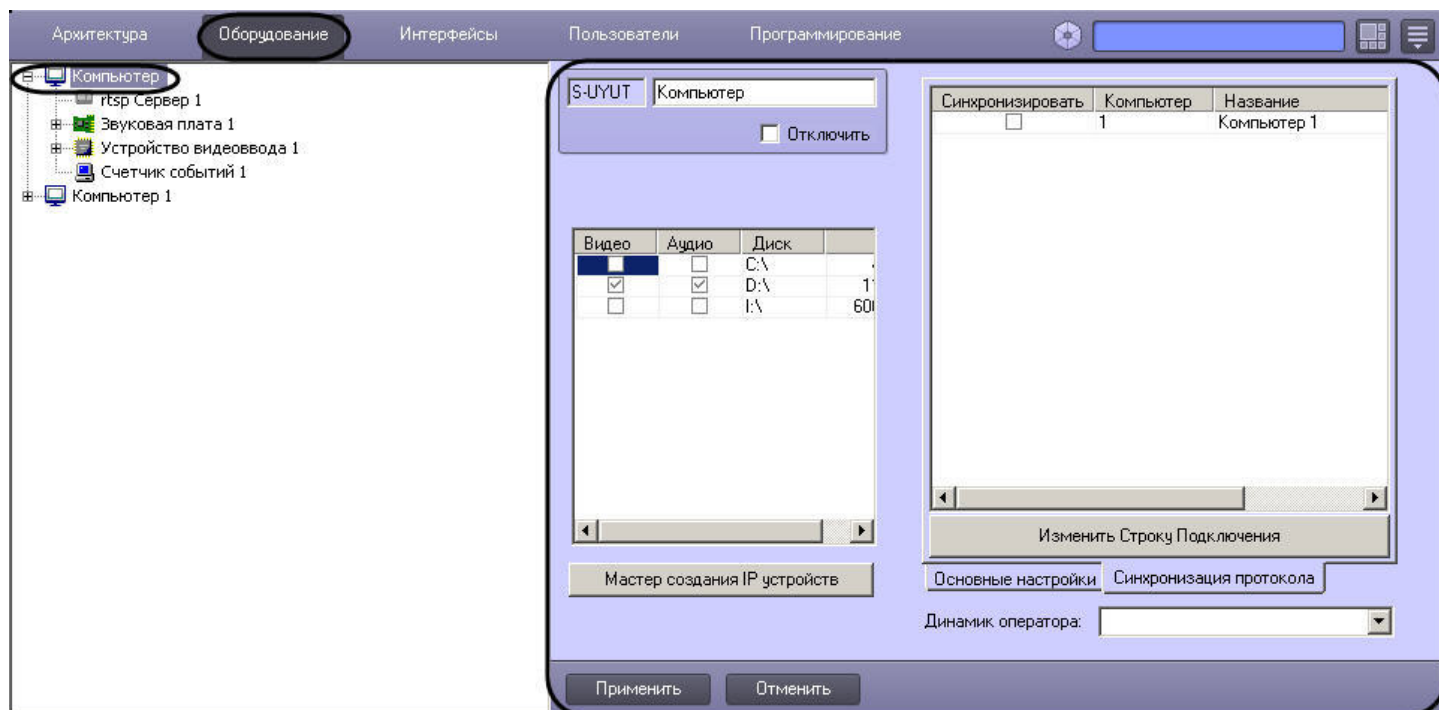 Архитектура Оборудование Интерфейсы Пользователи Программирование
Компьютер
rtsp Сервер 1
Звуковая плата 1
Устройство видеоввода 1
Счетчик событий 1
Компьютер 1
S-UYUT Компьютер
Отключить
Видео Аудио Диск
C:\
D:\ 1
I:\ 60
Мастер создания IP устройств
Синхронизировать Компьютер Название
1 Компьютер 1
Изменить Строку Подключения
Основные настройки Синхронизация протокола
Динамик оператора:
Применить Отменить